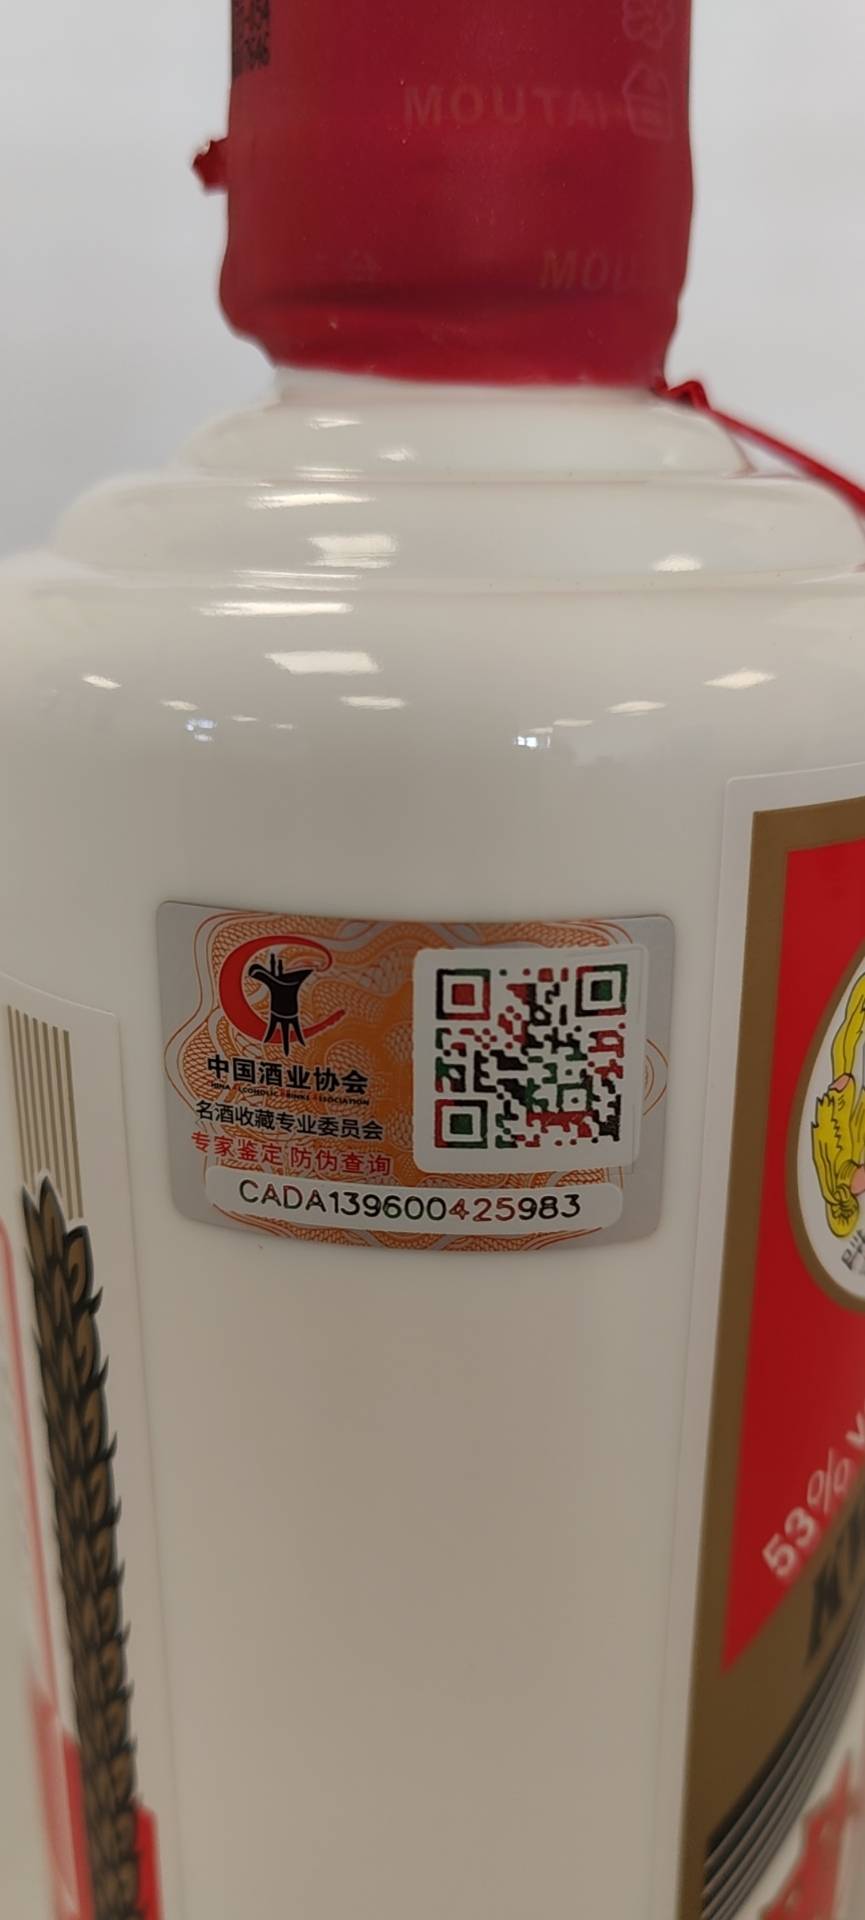 MOUTAI
MOU
中国酒业协会
名酒收藏专业委员会
专家鉴定 防伪查询
CADA139600425983
53%